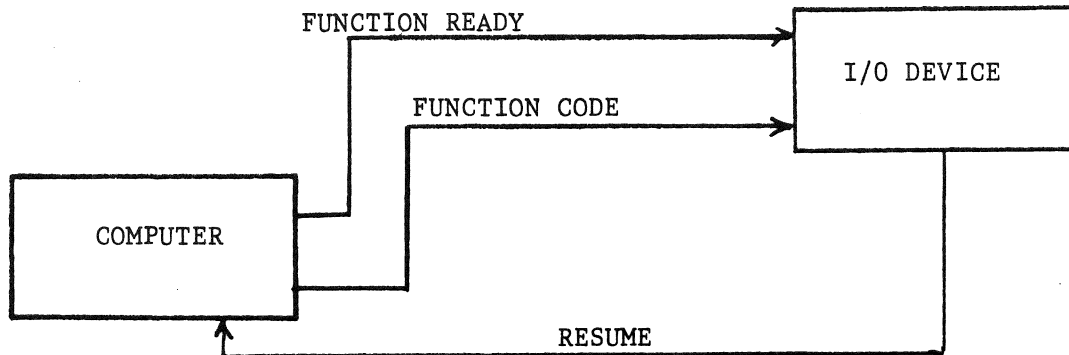 FUNCTION READY
I/O DEVICE
FUNCTION CODE
COMPUTER
RESUME